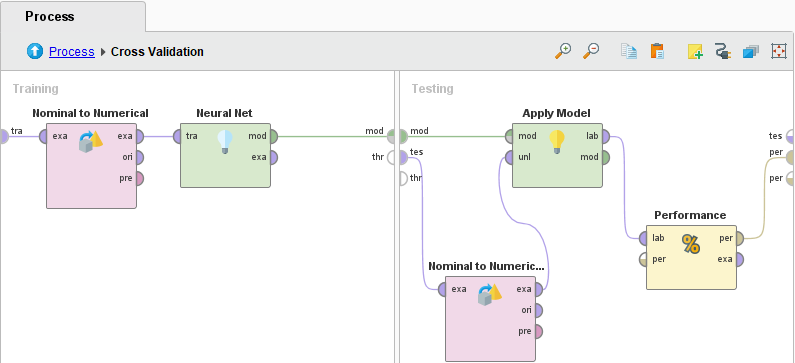 Process
Process Cross Validation
Training
Testing
Nominal to Numerical
Neural Net
Apply Model
tra
exa
exa
ori
pre
tra
mod
exa
mod
thr
mod
tes
thr
mod
unl
lab
mod
tes
per
per
Performance
lab
per
per
exa
Nominal to Numeric...
exa
exa
ori
pre